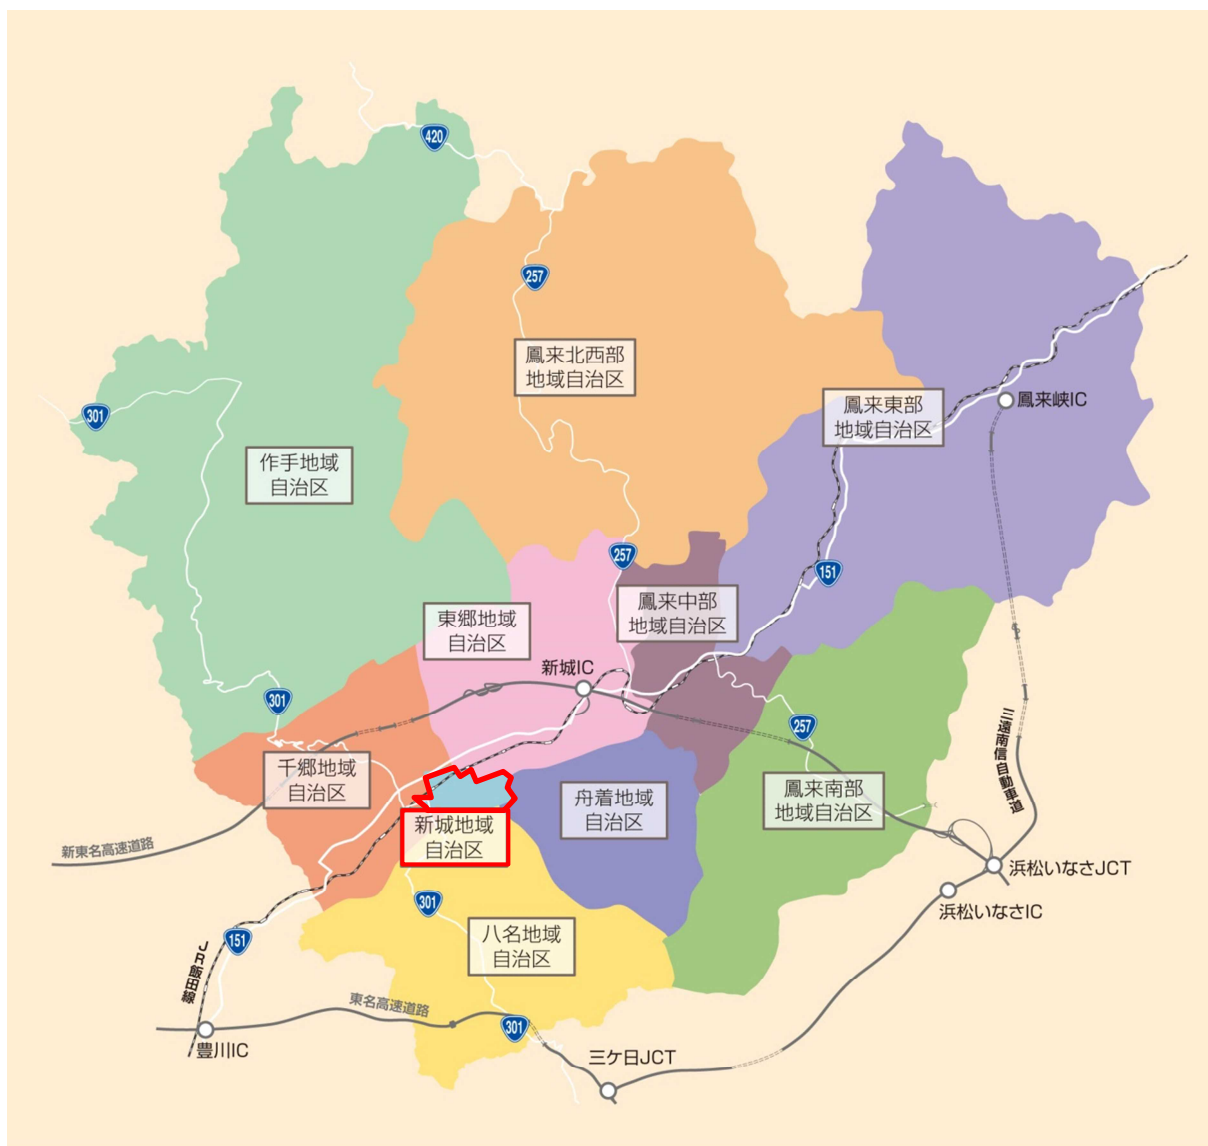 420
257
鳳来北西部
地域自治区
301
鳳来東部
地域自治区
鳳来峡IC
作手地域
自治区
257
151
鳳来中部
地域自治区
東郷地域
自治区
新城IC
301
257
三遠南信自動車道
千郷地域
自治区
舟着地域
自治区
鳳来南部
地域自治区
新城地域
自治区
新東名高速道路
浜松いなさJCT
浜松いなさIC
301
151
八名地域
自治区
JR飯田線
東名高速道路
301
豊川IC
三ケ日JCT